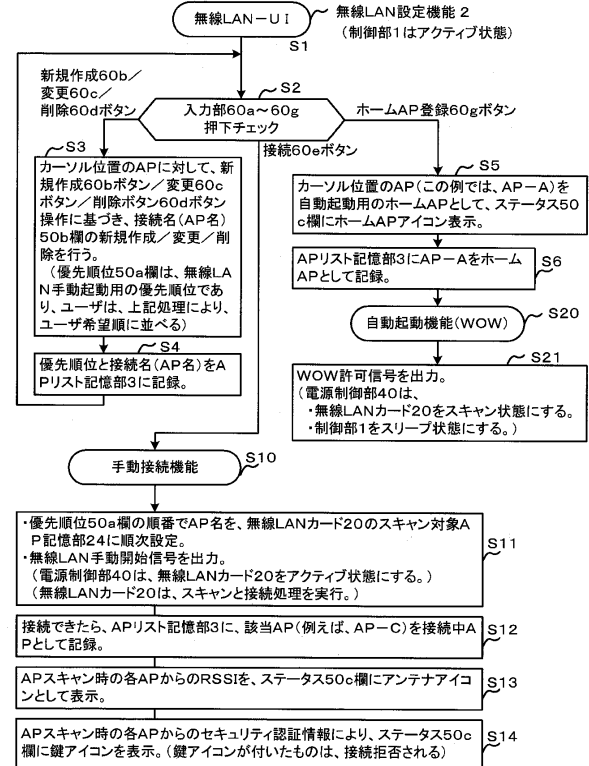 無線LAN－UI
無線LAN設定機能2
（制御部1はアクティブ状態）
S1
新規作成60b／
変更60c／
削除60dボタン
S2
入力部60a～60g
押下チェック
ホームAP登録60gボタン
接続60eボタン
S3
カーソル位置のAPに対して、新
規作成60bボタン／変更60c
ボタン／削除ボタン60dボタン
操作に基づき、接続名（AP名）
50b欄の新規作成／変更／削
除を行う。
（優先順位50a欄は、無線LA
N手動起動用の優先順位であ
り、ユーザは、上記処理により、
ユーザ希望順に並べる）
S4
優先順位と接続名（AP名）をA
Pリスト記憶部3に記録。
S5
カーソル位置のAP（この例では、AP－A）を
自動起動用のホームAPとして、ステータス50
c欄にホームAPアイコン表示。
S6
APリスト記憶部3にAP－Aをホーム
APとして記録。
自動起動機能（WOW）
S20
S21
WOW許可信号を出力。
（電源制御部40は、
・無線LANカード20をスキャン状態にする。
・制御部1をスリープ状態にする。）
手動接続機能
S10
・優先順位50a欄の順番でAP名を、無線LANカード20のスキャン対象A
P記憶部24に順次設定。
・無線LAN手動開始信号を出力。
（電源制御部40は、無線LANカード20をアクティブ状態にする。）
（無線LANカード20は、スキャンと接続処理を実行。）
S11
接続できたら、APリスト記憶部3に、該当AP（例えば、AP－C）を接続中A
Pとして記録。
S12
APスキャン時の各APからのRSSIを、ステータス50c欄にアンテナアイコ
ンとして表示。
S13
APスキャン時の各APからのセキュリティ認証情報により、ステータス50c
欄に鍵アイコンを表示。（鍵アイコンが付いたものは、接続拒否される）
S14